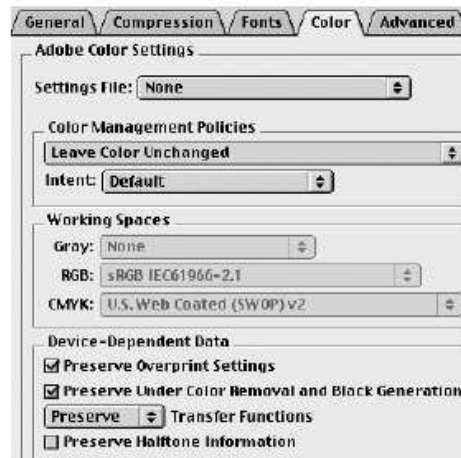 General Compression Fonts Color Advanced
Adobe Color Settings
Settings File: None
Color Management Policies
Leave Color Unchanged
Intent: Default
Working Spaces
Gray: None
RGB: sRGB IEC61966-2.1
CMYK: U.S. Web Coated (SWOP) v2
Device-Dependent Data
Preserve Overprint Settings
Preserve Under Color Removal and Black Generation
Preserve Transfer Functions
Preserve Halftone Information